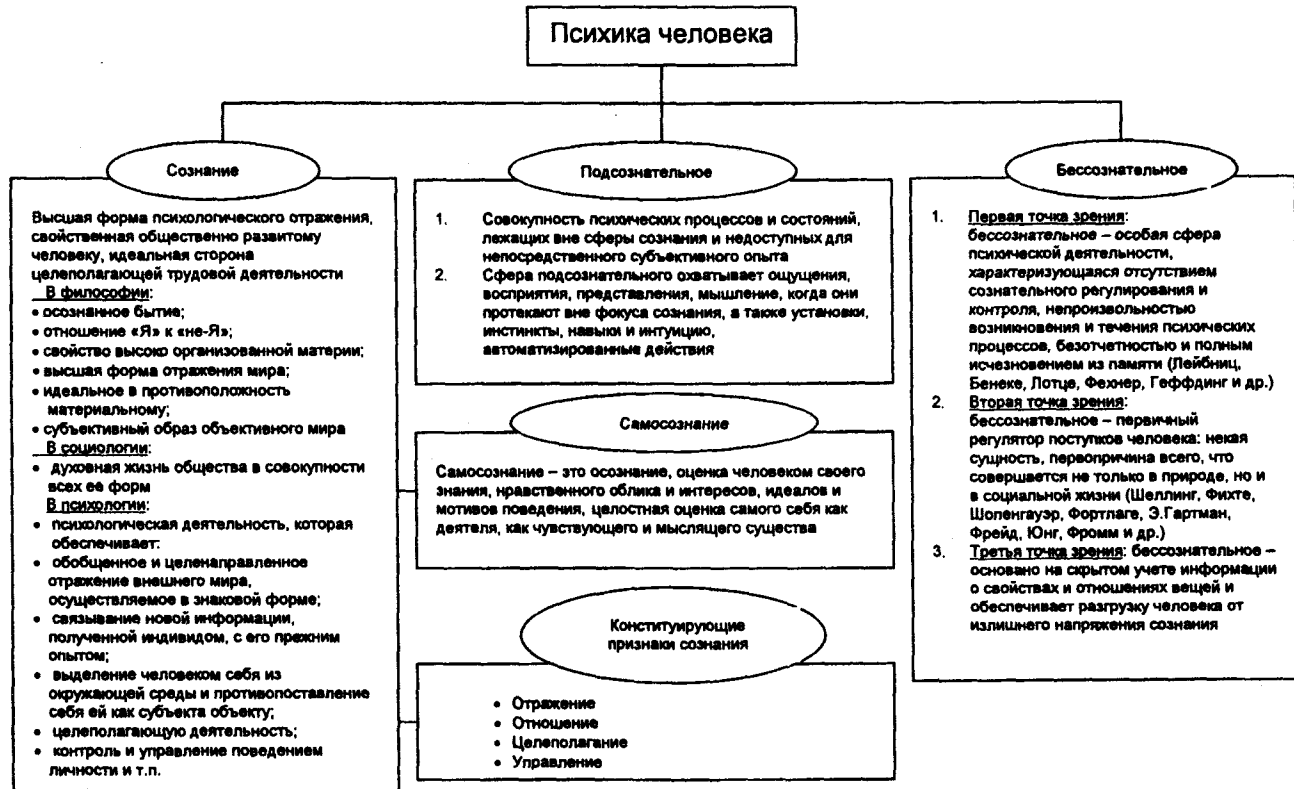 Психика человека
Сознание
Высшая форма психологического отражения,
свойственная общественно развитому
человеку, идеальная сторона
целеполагающей трудовой деятельности
В философии:
• осознанное бытие;
• отношение «Я» к «не-Я»;
• свойство высоко организованной материи;
• высшая форма отражения мира;
• идеальное в противоположность
материальному;
• субъективный образ объективного мира
В социологии:
• духовная жизнь общества в совокупности
всех ее форм
В психологии:
• психологическая деятельность, которая
обеспечивает:
• обобщенное и целенаправленное
отражение внешнего мира,
осуществляемое в знаковой форме;
• связывание новой информации,
полученной индивидом, с его прежним
опытом;
• выделение человеком себя из
окружающей среды и противопоставление
себя ей как субъекта объекту;
• целеполагающую деятельность;
• контроль и управление поведением
личности и т.п.
Подсознательное
1. Совокупность психических процессов и состояний,
лежащих вне сферы сознания и недоступных для
непосредственного субъективного опыта
2. Сфера подсознательного охватывает ощущения,
восприятия, представления, мышление, когда они
протекают вне фокуса сознания, а также установки,
инстинкты, навыки и интуицию,
автоматизированные действия
Самосознание
Самосознание – это осознание, оценка человеком своего
знания, нравственного облика и интересов, идеалов и
мотивов поведения, целостная оценка самого себя как
деятеля, как чувствующего и мыслящего существа
Конституирующие
признаки сознания
• Отражение
• Отношение
• Целеполагание
• Управление
Бессознательное
1. Первая точка зрения:
бессознательное – особая сфера
психической деятельности,
характеризующаяся отсутствием
сознательного регулирования и
контроля, непроизвольностью
возникновения и течения психических
процессов, безотчетностью и полным
исчезновением из памяти (Лейбниц,
Бенеке, Лотце, Фехнер, Геффдинг и др.)
2. Вторая точка зрения:
бессознательное – первичный
регулятор поступков человека: некая
сущность, первопричина всего, что
совершается не только в природе, но и
в социальной жизни (Шеллинг, Фихте,
Шопенгауэр, Фортлаге, Э.Гартман,
Фрейд, Юнг, Фромм и др.)
3. Третья точка зрения: бессознательное –
основано на скрытом учете информации
о свойствах и отношениях вещей и
обеспечивает разгрузку человека от
излишнего напряжения сознания